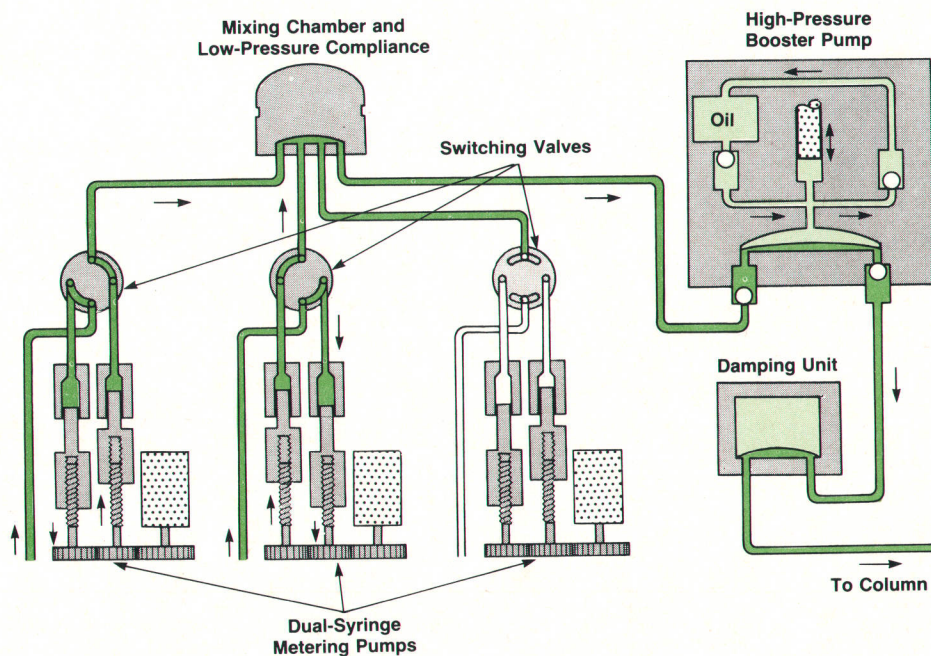 Mixing Chamber and
Low-Pressure Compliance
High-Pressure
Booster Pump
Oil
Switching Valves
Damping Unit
To Column
Dual-Syringe
Metering Pumps